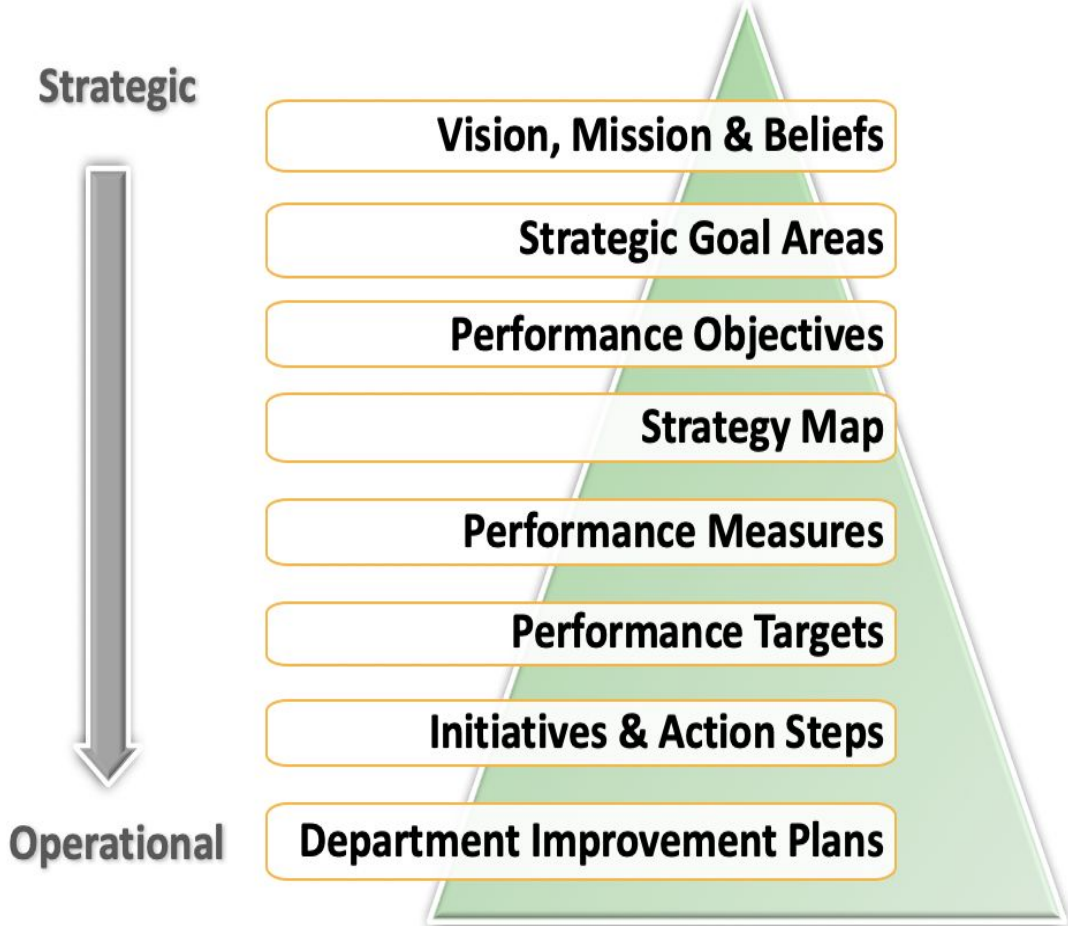 Strategic
Vision, Mission & Beliefs
Strategic Goal Areas
Performance Objectives
Strategy Map
Performance Measures
Performance Targets
Initiatives & Action Steps
Operational
Department Improvement Plans